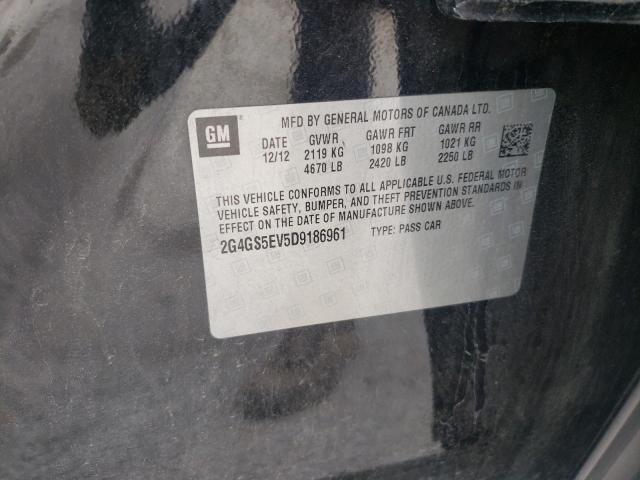 GM
MFD BY GENERAL MOTORS OF CANADA LTD.
DATE GVWR GAWR FRT GAWR RR
12/12 2119 KG 1098 KG 1021 KG
4670 LB 2420 LB 2250 LB
THIS VEHICLE CONFORMS TO ALL APPLICABLE U.S. FEDERAL MOTOR
VEHICLE SAFETY, BUMPER, AND THEFT PREVENTION STANDARDS IN
EFFECT ON THE DATE OF MANUFACTURE SHOWN ABOVE.
2G4GS5EV5D9186961 TYPE: PASS CAR